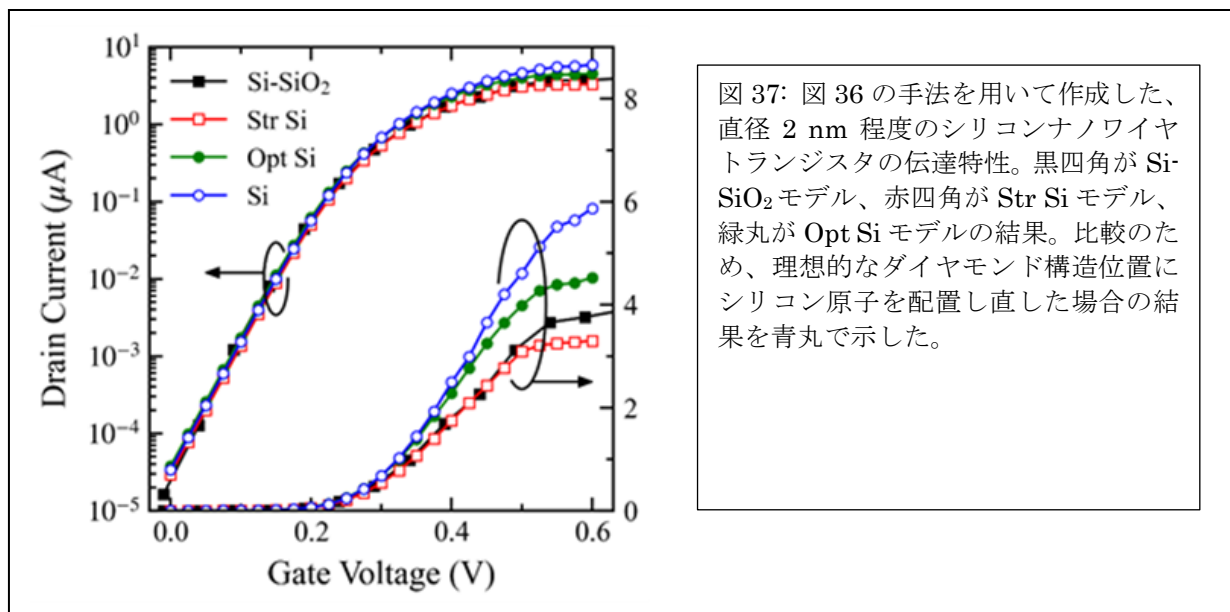 10¹
10⁰
10⁻¹
10⁻²
10⁻³
10⁻⁴
10⁻⁵
Drain Current (μA)
Si-SiO₂
Str Si
Opt Si
Si
8
6
4
2
0
0.0 0.2 0.4 0.6
Gate Voltage (V)
図 37: 図 36 の手法を用いて作成した、
直径 2 nm 程度のシリコンナノワイヤ
トランジスタの伝達特性。黒四角が Si-
SiO₂モデル、赤四角が Str Si モデル、
緑丸が Opt Si モデルの結果。比較のた
め、理想的なダイヤモンド構造位置に
シリコン原子を配置し直した場合の結
果を青丸で示した。